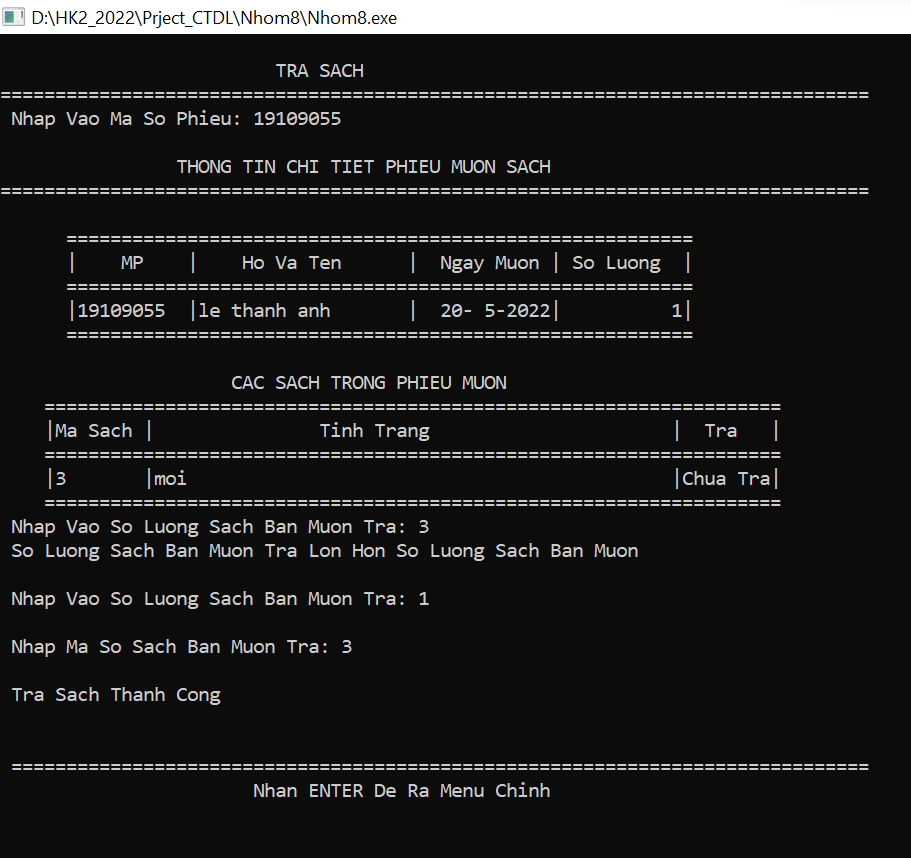 D:\HK2_2022\Prject_CTDL\Nhom8\Nhom8.exe
TRA SACH
===============================================================================
Nhap Vao Ma So Phieu: 19109055
THONG TIN CHI TIET PHIEU MUON SACH
===============================================================================
=========================================================
| MP | Ho Va Ten | Ngay Muon | So Luong |
=========================================================
|19109055 |le thanh anh | 20- 5-2022| 1|
=========================================================
CAC SACH TRONG PHIEU MUON
===================================================================
|Ma Sach | Tinh Trang | Tra |
===================================================================
|3 |moi |Chua Tra|
===================================================================
Nhap Vao So Luong Sach Ban Muon Tra: 3
So Luong Sach Ban Muon Tra Lon Hon So Luong Sach Ban Muon
Nhap Vao So Luong Sach Ban Muon Tra: 1
Nhap Ma So Sach Ban Muon Tra: 3
Tra Sach Thanh Cong
==============================================================================
Nhan ENTER De Ra Menu Chinh